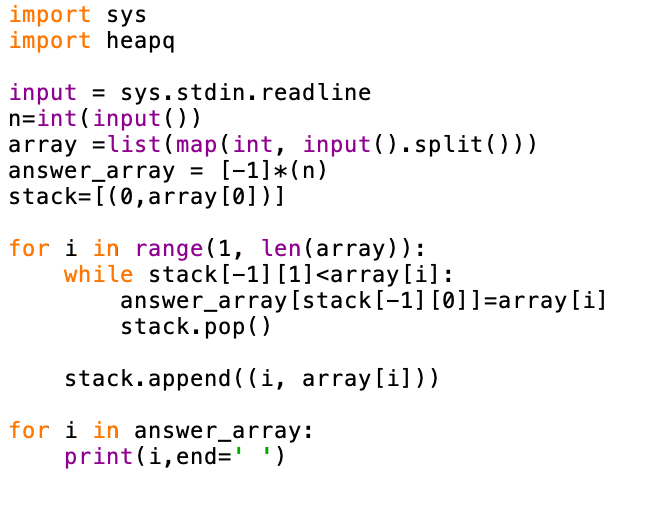 import sys
import heapq

input = sys.stdin.readline
n=int(input())
array =list(map(int, input().split()))
answer_array = [-1]*(n)
stack=[(0,array[0])]

for i in range(1, len(array)):
    while stack[-1][1]<array[i]:
        answer_array[stack[-1][0]]=array[i]
        stack.pop()

    stack.append((i, array[i]))

for i in answer_array:
    print(i,end=' ')